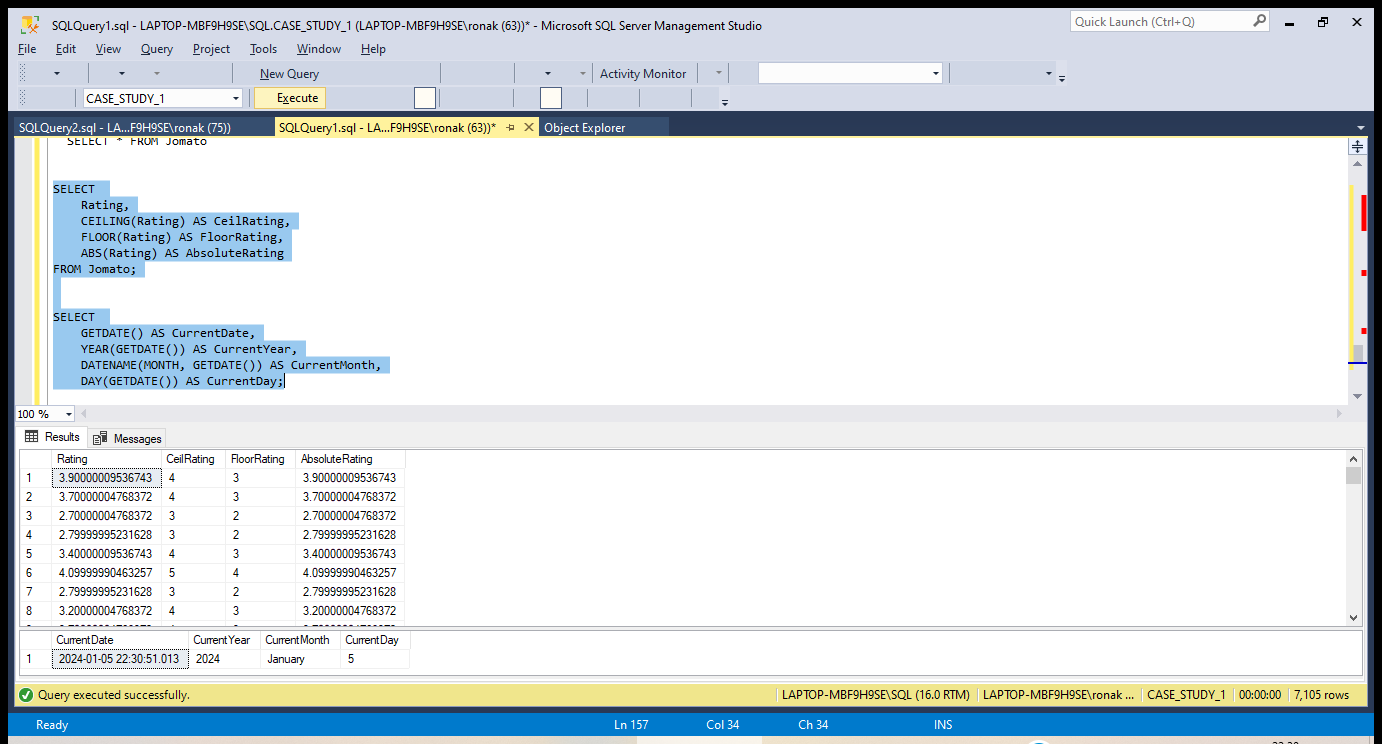 SQLQuery1.sql - LAPTOP-MBF9H9SE\SQL.CASE_STUDY_1 (LAPTOP-MBF9H9SE\ronak (63))* - Microsoft SQL Server Management Studio
Quick Launch (Ctrl+Q)
File Edit View Query Project Tools Window Help
New Query Activity Monitor
CASE_STUDY_1 Execute
SQLQuery2.sql - LA...F9H9SE\ronak (75)) SQLQuery1.sql - LA...F9H9SE\ronak (63))* Object Explorer
SELECT * FROM Jomato
SELECT
Rating,
CEILING(Rating) AS CeilRating,
FLOOR(Rating) AS FloorRating,
ABS(Rating) AS AbsoluteRating
FROM Jomato;
SELECT
GETDATE() AS CurrentDate,
YEAR(GETDATE()) AS CurrentYear,
DATENAME(MONTH, GETDATE()) AS CurrentMonth,
DAY(GETDATE()) AS CurrentDay;
100 %
Results Messages
Rating CeilRating FloorRating AbsoluteRating
1 3.90000009536743 4 3 3.90000009536743
2 3.70000004768372 4 3 3.70000004768372
3 2.70000004768372 3 2 2.70000004768372
4 2.79999995231628 3 2 2.79999995231628
5 3.40000009536743 4 3 3.40000009536743
6 4.09999990463257 5 4 4.09999990463257
7 2.79999995231628 3 2 2.79999995231628
8 3.20000004768372 4 3 3.20000004768372
CurrentDate CurrentYear CurrentMonth CurrentDay
1 2024-01-05 22:30:51.013 2024 January 5
Query executed successfully. LAPTOP-MBF9H9SE\SQL (16.0 RTM) LAPTOP-MBF9H9SE\ronak ... CASE_STUDY_1 00:00:00 7,105 rows
Ready Ln 157 Col 34 Ch 34 INS